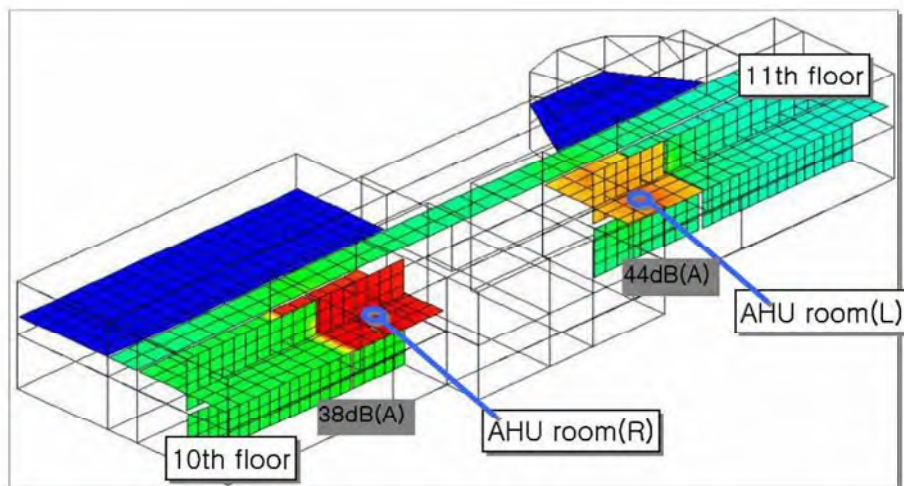 11th floor
44dB(A)
AHU room(L)
38dB(A)
AHU room(R)
10th floor